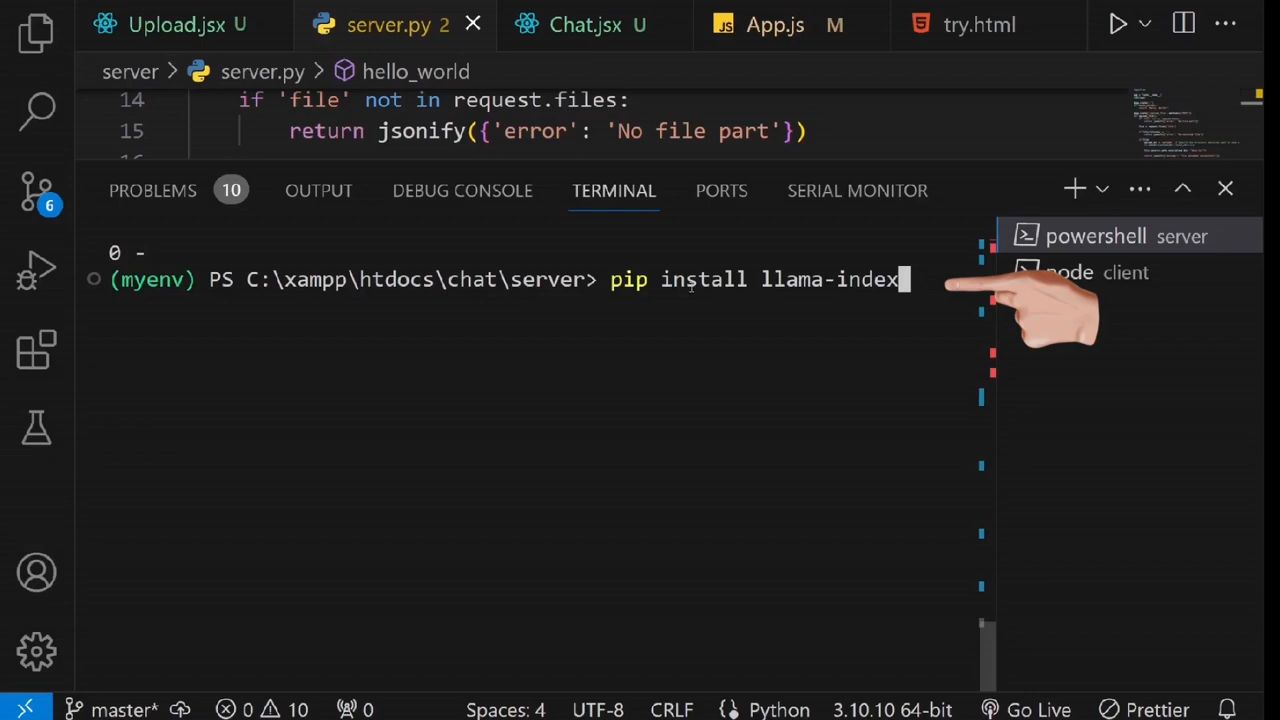 Upload.jsx U
server.py 2
Chat.jsx U
JS App.js M
try.html
server > server.py > hello_world
14 if 'file' not in request.files:
15 return jsonify({'error': 'No file part'})
PROBLEMS 10 OUTPUT DEBUG CONSOLE TERMINAL PORTS SERIAL MONITOR
powershell server
0 -
(myenv) PS C:\xampp\htdocs\chat\server> pip install llama-index
node client
6
master* 0 10 0 Spaces: 4 UTF-8 CRLF Python 3.10.10 64-bit Go Live Prettier